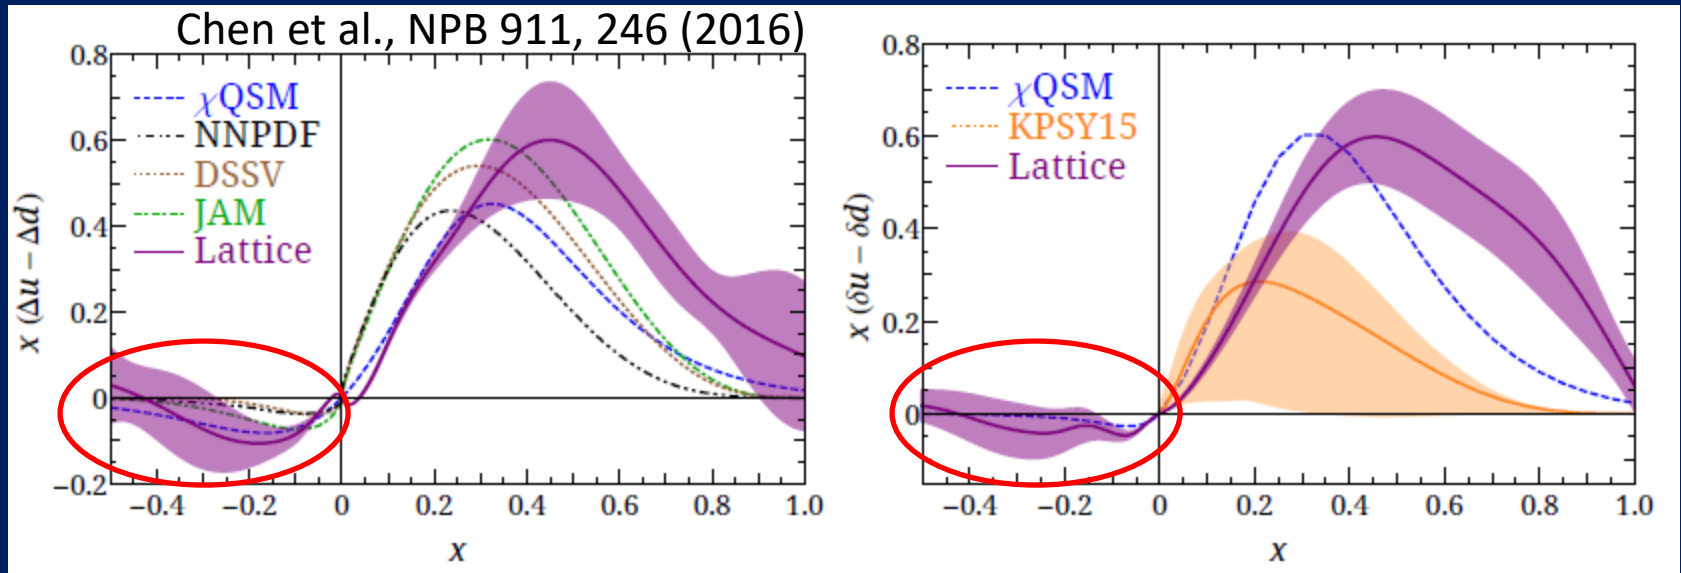 Chen et al., NPB 911, 246 (2016)
0.8
0.6
0.4
0.2
0
−0.2
x (Δu − Δd)
χQSM
NNPDF
DSSV
JAM
Lattice
−0.4 −0.2 0 0.2 0.4 0.6 0.8 1.0
x
0.8
0.6
0.4
0.2
0
x (δu − δd)
χQSM
KPSY15
Lattice
−0.4 −0.2 0 0.2 0.4 0.6 0.8 1.0
x